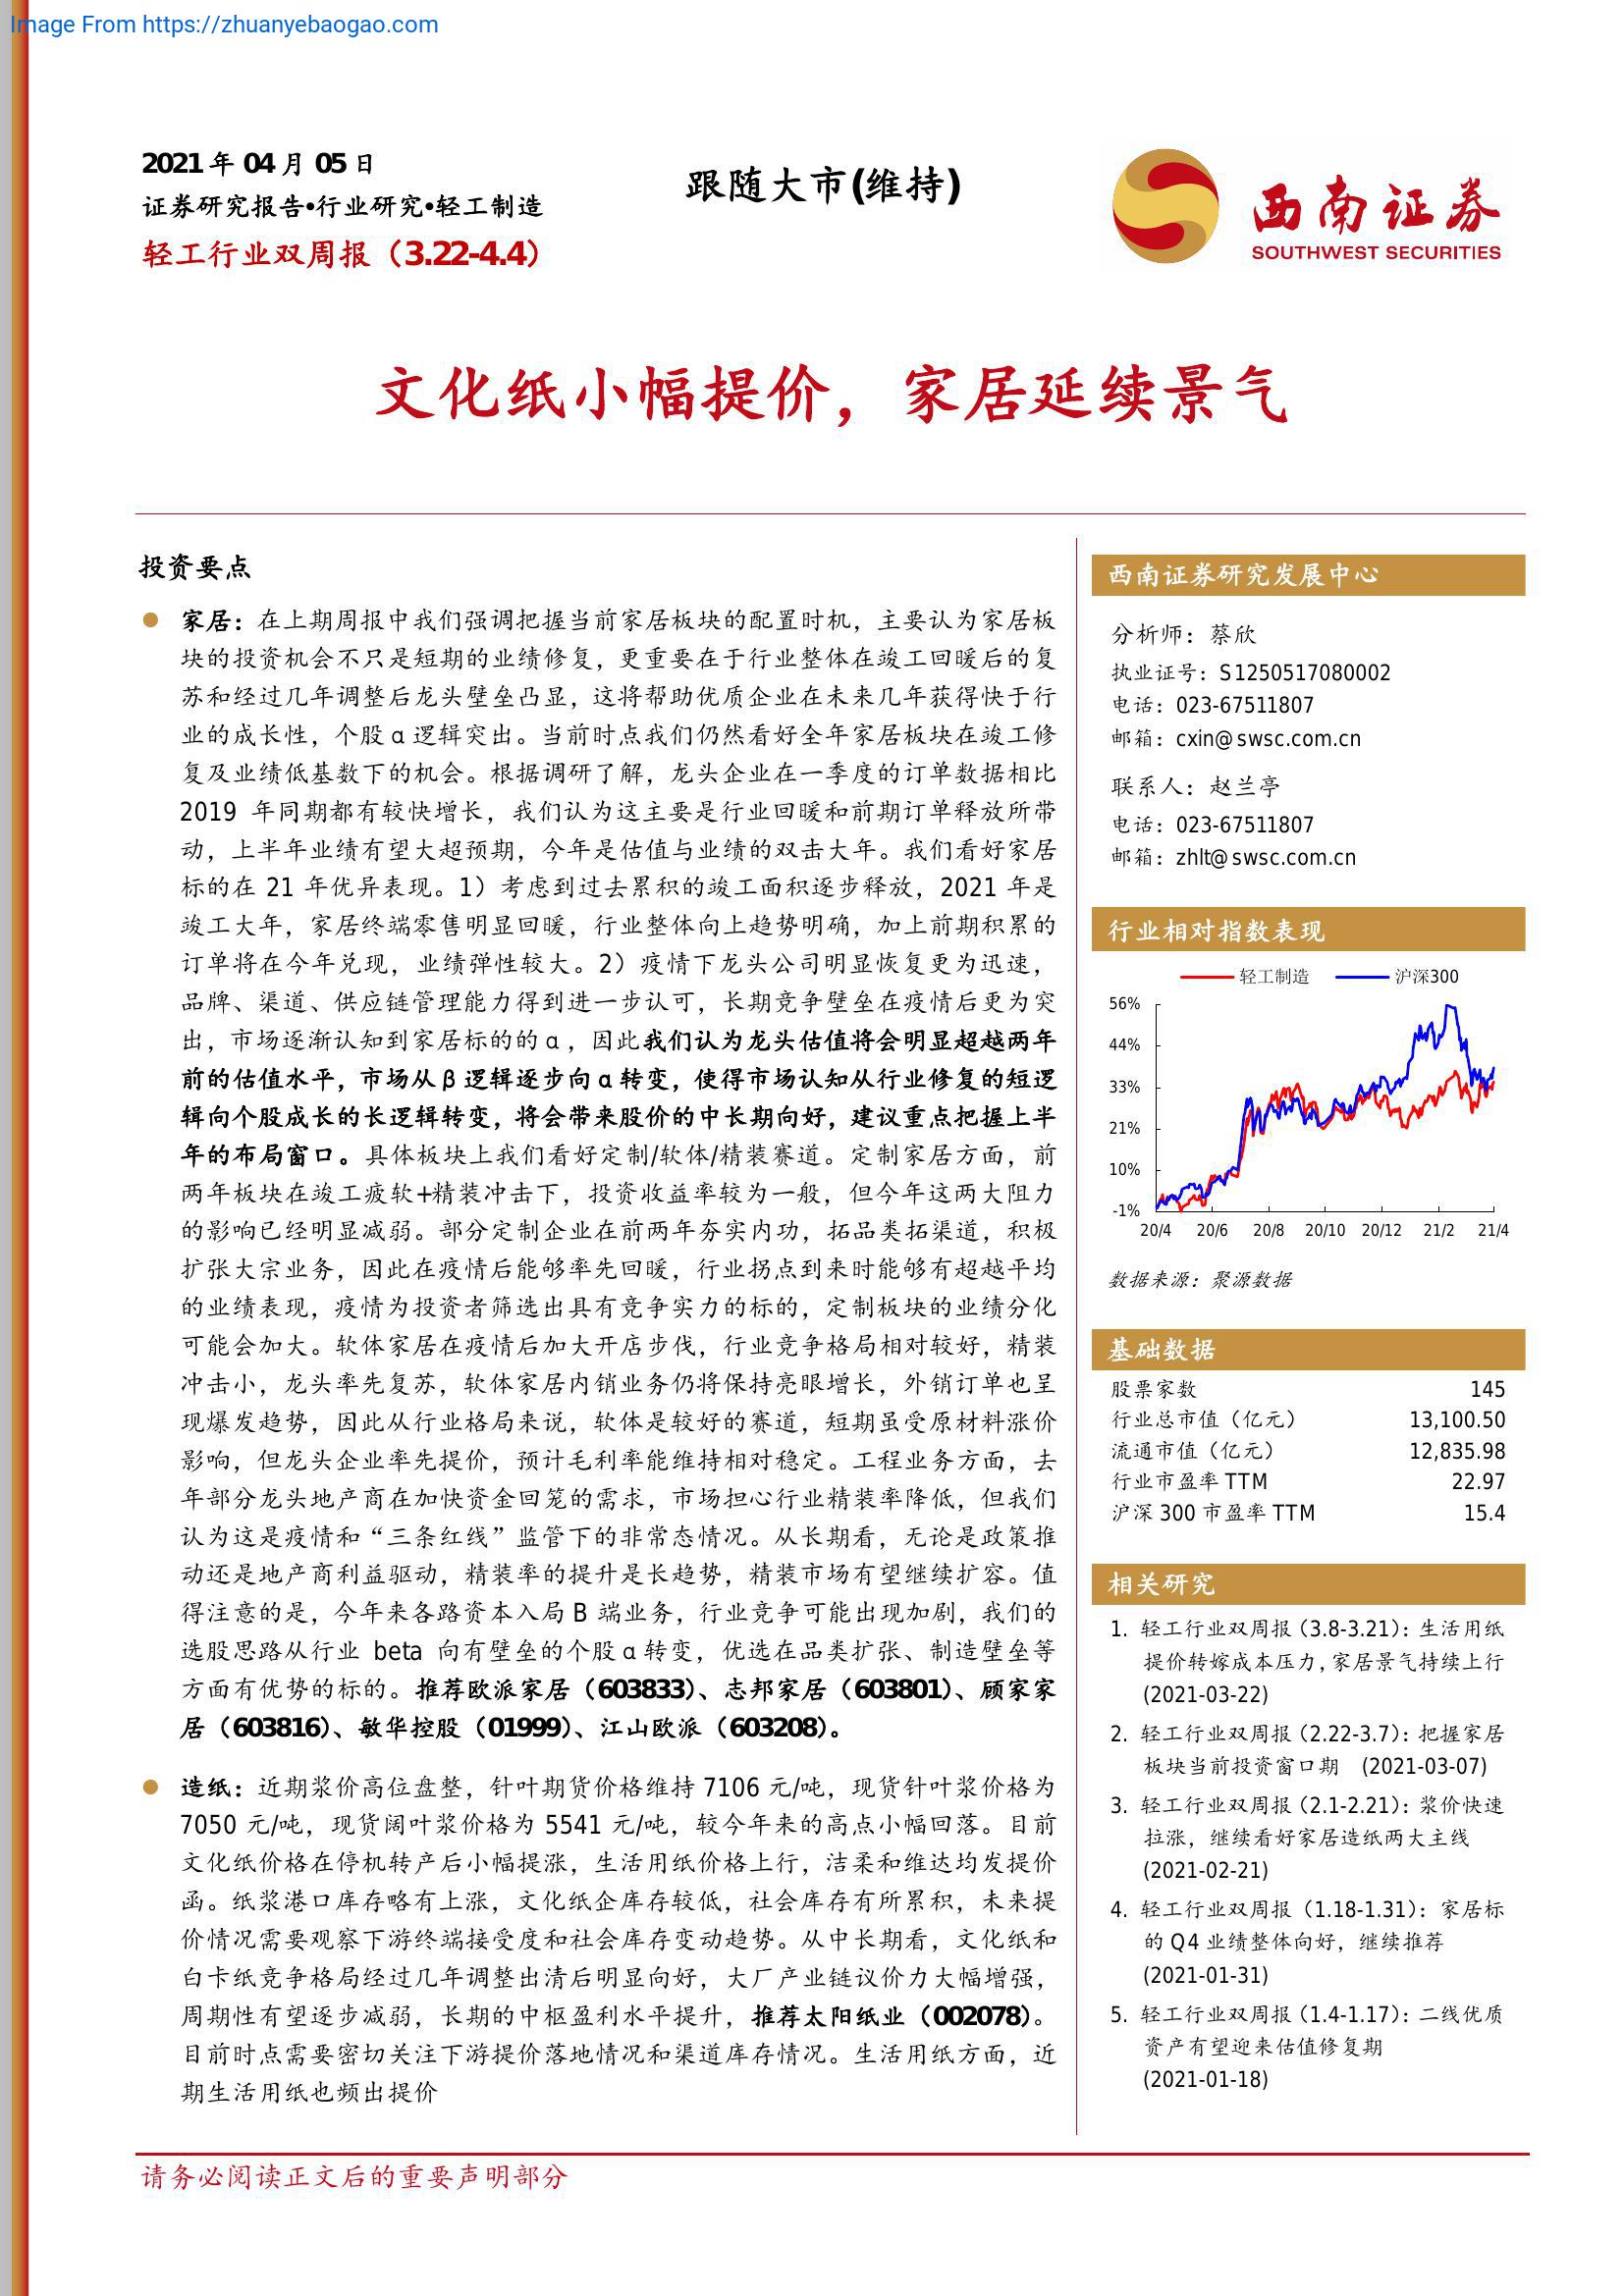 Image From https://zhuanyebaogao.com
2021 年 04 月 05 日
证券研究报告•行业研究•轻工制造
轻工行业双周报（3.22-4.4）
跟随大市(维持)
西南证券
SOUTHWEST SECURITIES
文化纸小幅提价，家居延续景气
投资要点
家居：在上期周报中我们强调把握当前家居板块的配置时机，主要认为家居板
块的投资机会不只是短期的业绩修复，更重要在于行业整体在竣工回暖后的复
苏和经过几年调整后龙头壁垒凸显，这将帮助优质企业在未来几年获得快于行
业的成长性，个股 α 逻辑突出。当前时点我们仍然看好全年家居板块在竣工修
复及业绩低基数下的机会。根据调研了解，龙头企业在一季度的订单数据相比
2019 年同期都有较快增长，我们认为这主要是行业回暖和前期订单释放所带
动，上半年业绩有望大超预期，今年是估值与业绩的双击大年。我们看好家居
标的在 21 年优异表现。1）考虑到过去累积的竣工面积逐步释放，2021 年是
竣工大年，家居终端零售明显回暖，行业整体向上趋势明确，加上前期积累的
订单将在今年兑现，业绩弹性较大。2）疫情下龙头公司明显恢复更为迅速，
品牌、渠道、供应链管理能力得到进一步认可，长期竞争壁垒在疫情后更为突
出，市场逐渐认知到家居标的的 α，因此我们认为龙头估值将会明显超越两年
前的估值水平，市场从 β 逻辑逐步向 α 转变，使得市场认知从行业修复的短逻
辑向个股成长的长逻辑转变，将会带来股价的中长期向好，建议重点把握上半
年的布局窗口。具体板块上我们看好定制/软体/精装赛道。定制家居方面，前
两年板块在竣工疲软+精装冲击下，投资收益率较为一般，但今年这两大阻力
的影响已经明显减弱。部分定制企业在前两年夯实内功，拓品类拓渠道，积极
扩张大宗业务，因此在疫情后能够率先回暖，行业拐点到来时能够有超越平均
的业绩表现，疫情为投资者筛选出具有竞争实力的标的，定制板块的业绩分化
可能会加大。软体家居在疫情后加大开店步伐，行业竞争格局相对较好，精装
冲击小，龙头率先复苏，软体家居内销业务仍将保持亮眼增长，外销订单也呈
现爆发趋势，因此从行业格局来说，软体是较好的赛道，短期虽受原材料涨价
影响，但龙头企业率先提价，预计毛利率能维持相对稳定。工程业务方面，去
年部分龙头地产商在加快资金回笼的需求，市场担心行业精装率降低，但我们
认为这是疫情和“三条红线”监管下的非常态情况。从长期看，无论是政策推
动还是地产商利益驱动，精装率的提升是长趋势，精装市场有望继续扩容。值
得注意的是，今年来各路资本入局 B 端业务，行业竞争可能出现加剧，我们的
选股思路从行业 beta 向有壁垒的个股 α 转变，优选在品类扩张、制造壁垒等
方面有优势的标的。推荐欧派家居（603833）、志邦家居（603801）、顾家家
居（603816）、敏华控股（01999）、江山欧派（603208）。
造纸：近期浆价高位盘整，针叶期货价格维持 7106 元/吨，现货针叶浆价格为
7050 元/吨，现货阔叶浆价格为 5541 元/吨，较今年来的高点小幅回落。目前
文化纸价格在停机转产后小幅提涨，生活用纸价格上行，洁柔和维达均发提价
函。纸浆港口库存略有上涨，文化纸企库存较低，社会库存有所累积，未来提
价情况需要观察下游终端接受度和社会库存变动趋势。从中长期看，文化纸和
白卡纸竞争格局经过几年调整出清后明显向好，大厂产业链议价力大幅增强，
周期性有望逐步减弱，长期的中枢盈利水平提升，推荐太阳纸业（002078）。
目前时点需要密切关注下游提价落地情况和渠道库存情况。生活用纸方面，近
期生活用纸也频出提价
西南证券研究发展中心
分析师：蔡欣
执业证号：S1250517080002
电话：023-67511807
邮箱：cxin@swsc.com.cn
联系人：赵兰亭
电话：023-67511807
邮箱：zhlt@swsc.com.cn
行业相对指数表现
轻工制造 沪深300
56%
44%
33%
21%
10%
-1%
20/4 20/6 20/8 20/10 20/12 21/2 21/4
数据来源：聚源数据
基础数据
股票家数 145
行业总市值（亿元） 13,100.50
流通市值（亿元） 12,835.98
行业市盈率 TTM 22.97
沪深 300 市盈率 TTM 15.4
相关研究
1. 轻工行业双周报（3.8-3.21）：生活用纸
提价转嫁成本压力，家居景气持续上行
(2021-03-22)
2. 轻工行业双周报（2.22-3.7）：把握家居
板块当前投资窗口期 (2021-03-07)
3. 轻工行业双周报（2.1-2.21）：浆价快速
拉涨，继续看好家居造纸两大主线
(2021-02-21)
4. 轻工行业双周报（1.18-1.31）：家居标
的 Q4 业绩整体向好，继续推荐
(2021-01-31)
5. 轻工行业双周报（1.4-1.17）：二线优质
资产有望迎来估值修复期
(2021-01-18)
请务必阅读正文后的重要声明部分